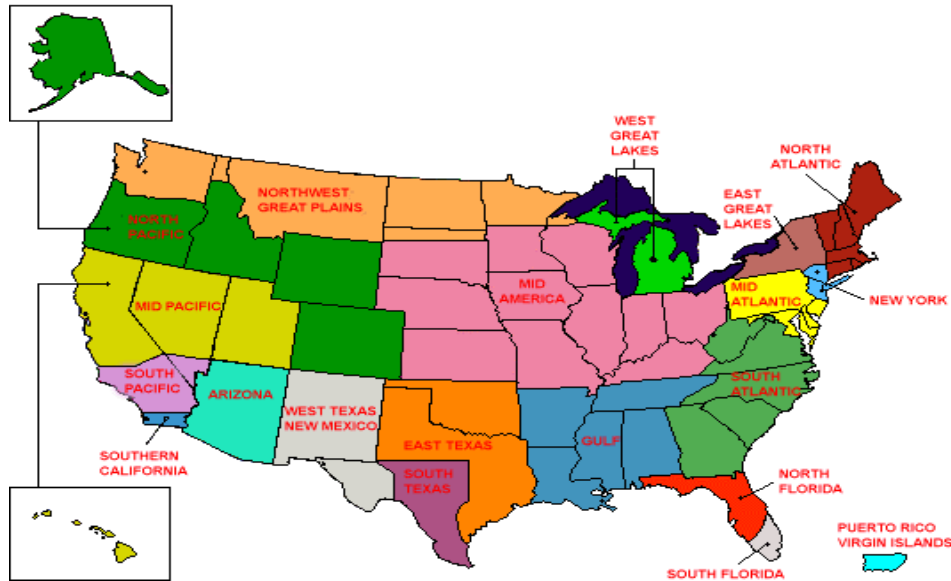 WEST
GREAT
LAKES
NORTH
ATLANTIC
EAST
GREAT
LAKES
NORTHWEST-
GREAT PLAINS
NORTH
PACIFIC
MID PACIFIC
MID
AMERICA
MID
ATLANTIC
NEW YORK
SOUTH
PACIFIC
ARIZONA
WEST TEXAS
NEW MEXICO
SOUTH
ATLANTIC
EAST TEXAS
GULF
SOUTHERN
CALIFORNIA
SOUTH
TEXAS
NORTH
FLORIDA
PUERTO RICO
VIRGIN ISLANDS
SOUTH FLORIDA